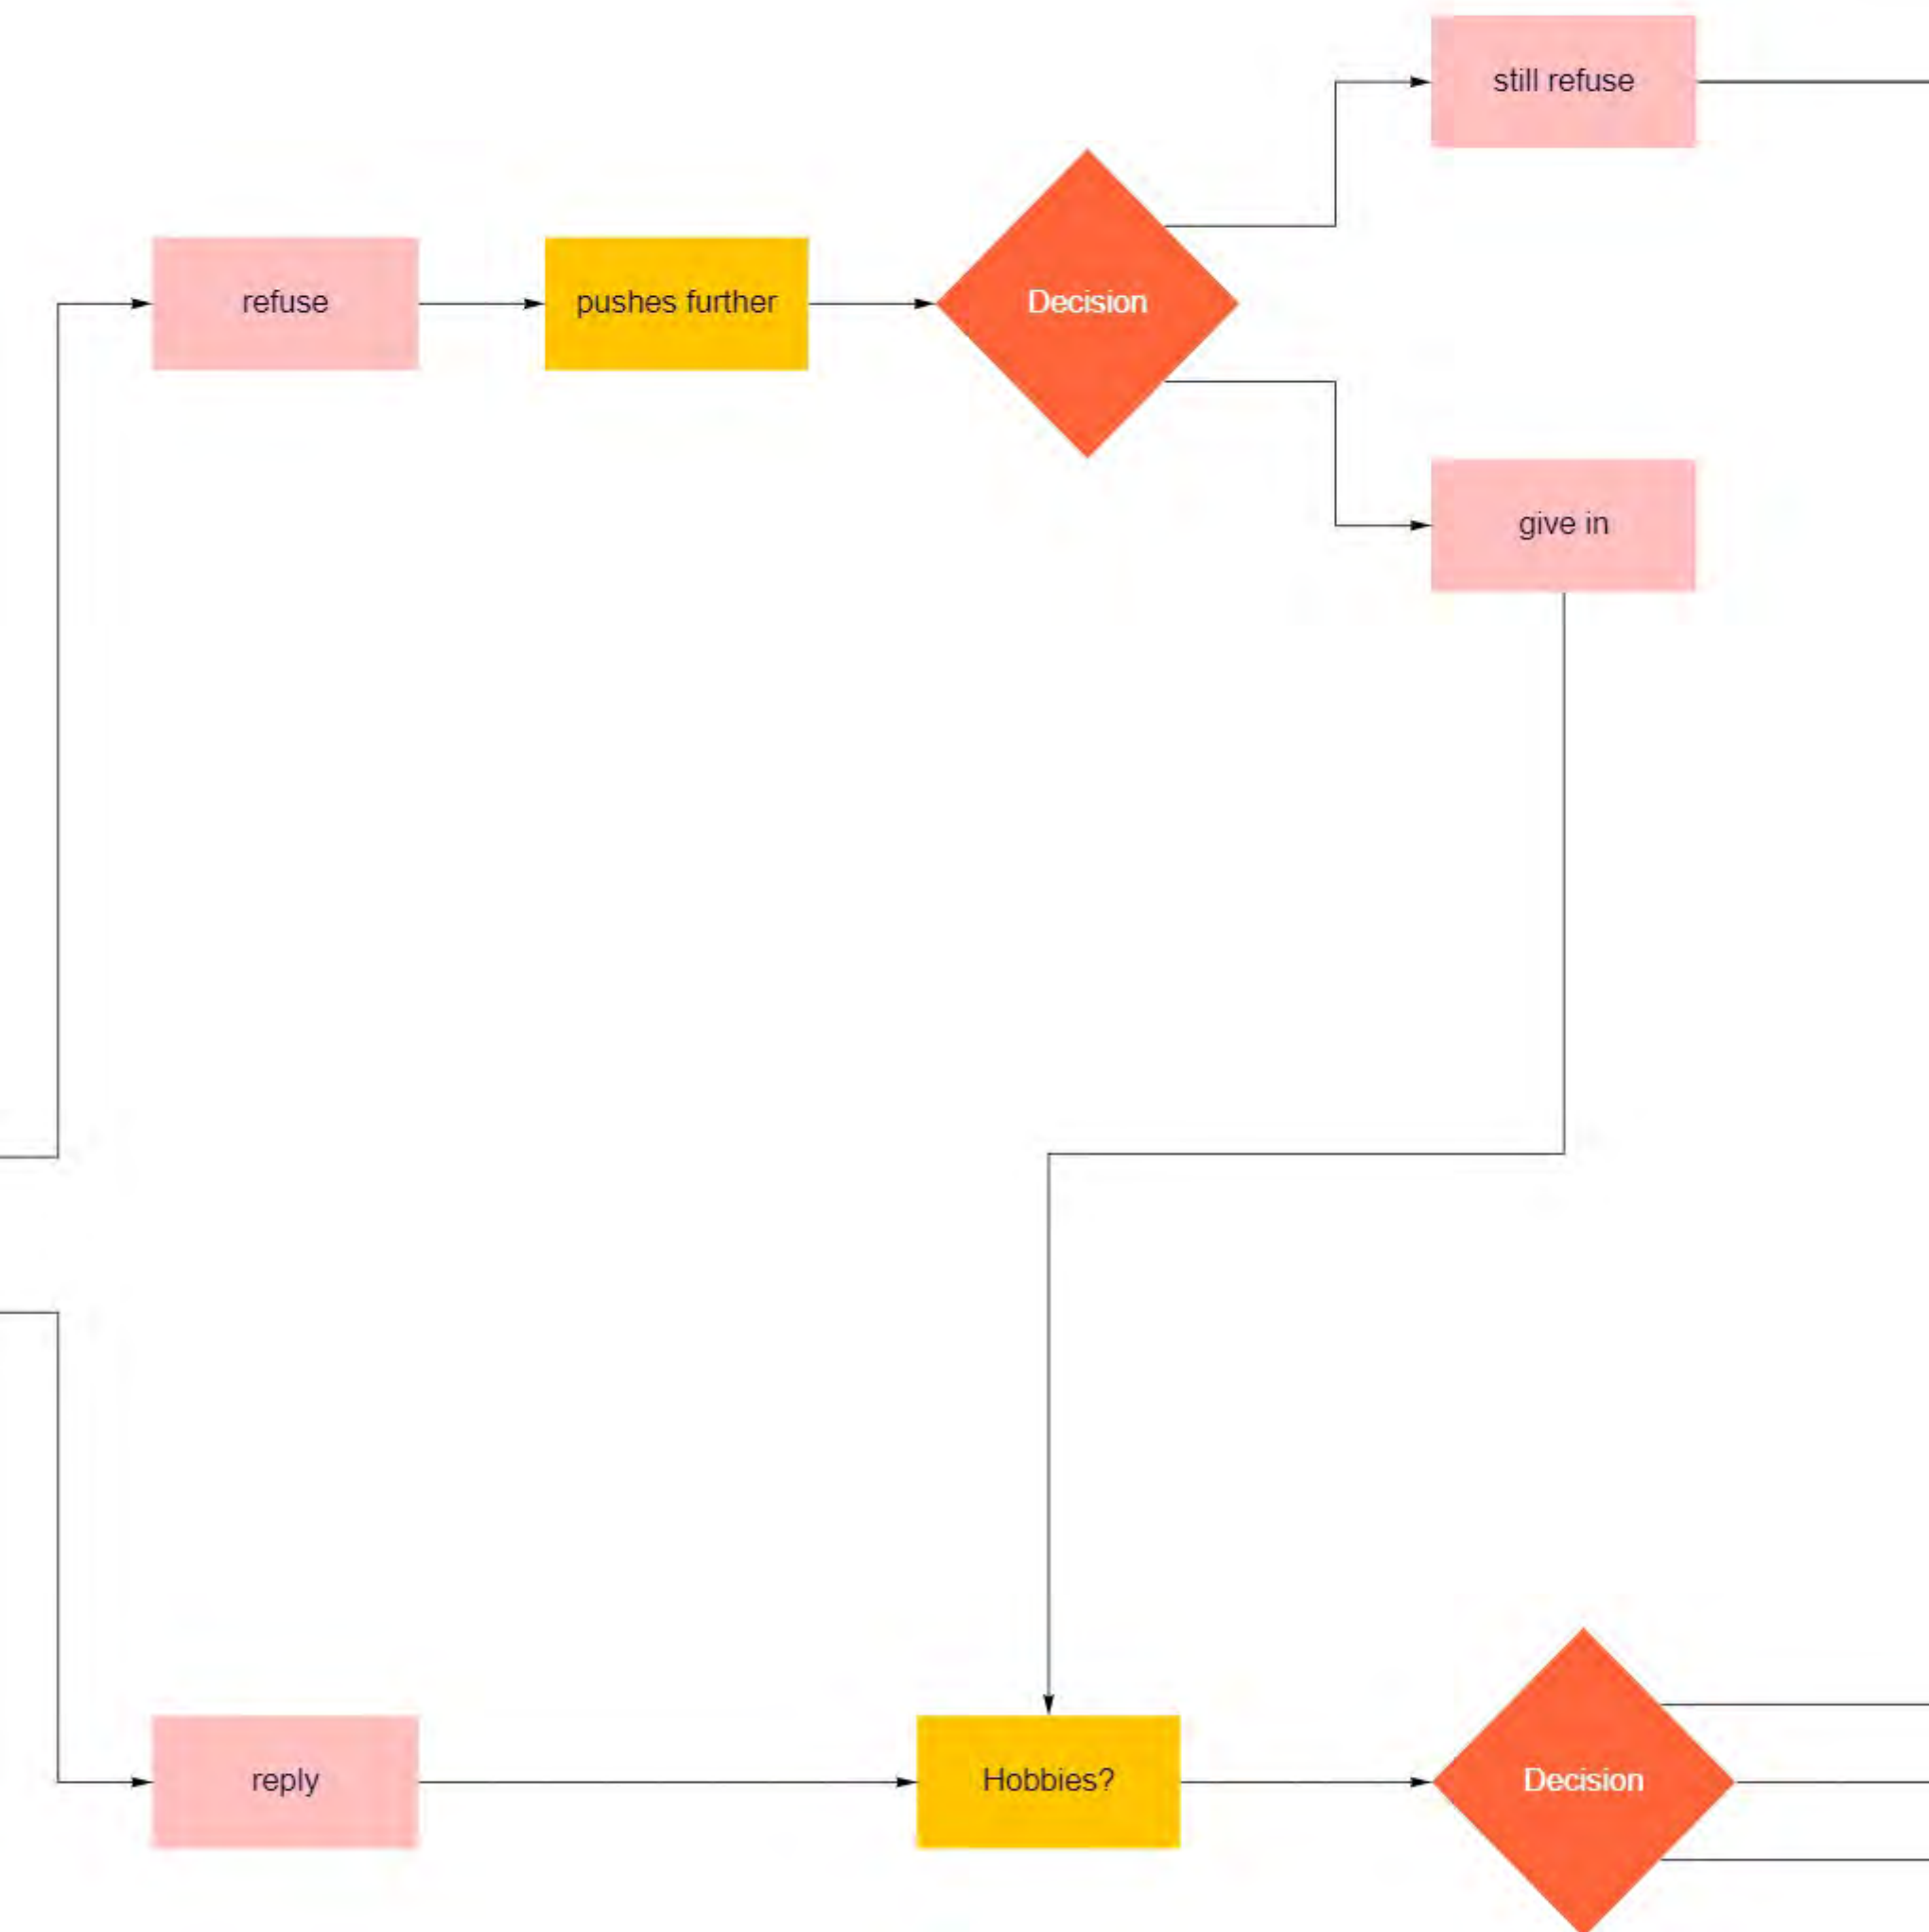 still refuse
refuse
pushes further
Decision
give in
reply
Hobbies?
Decision